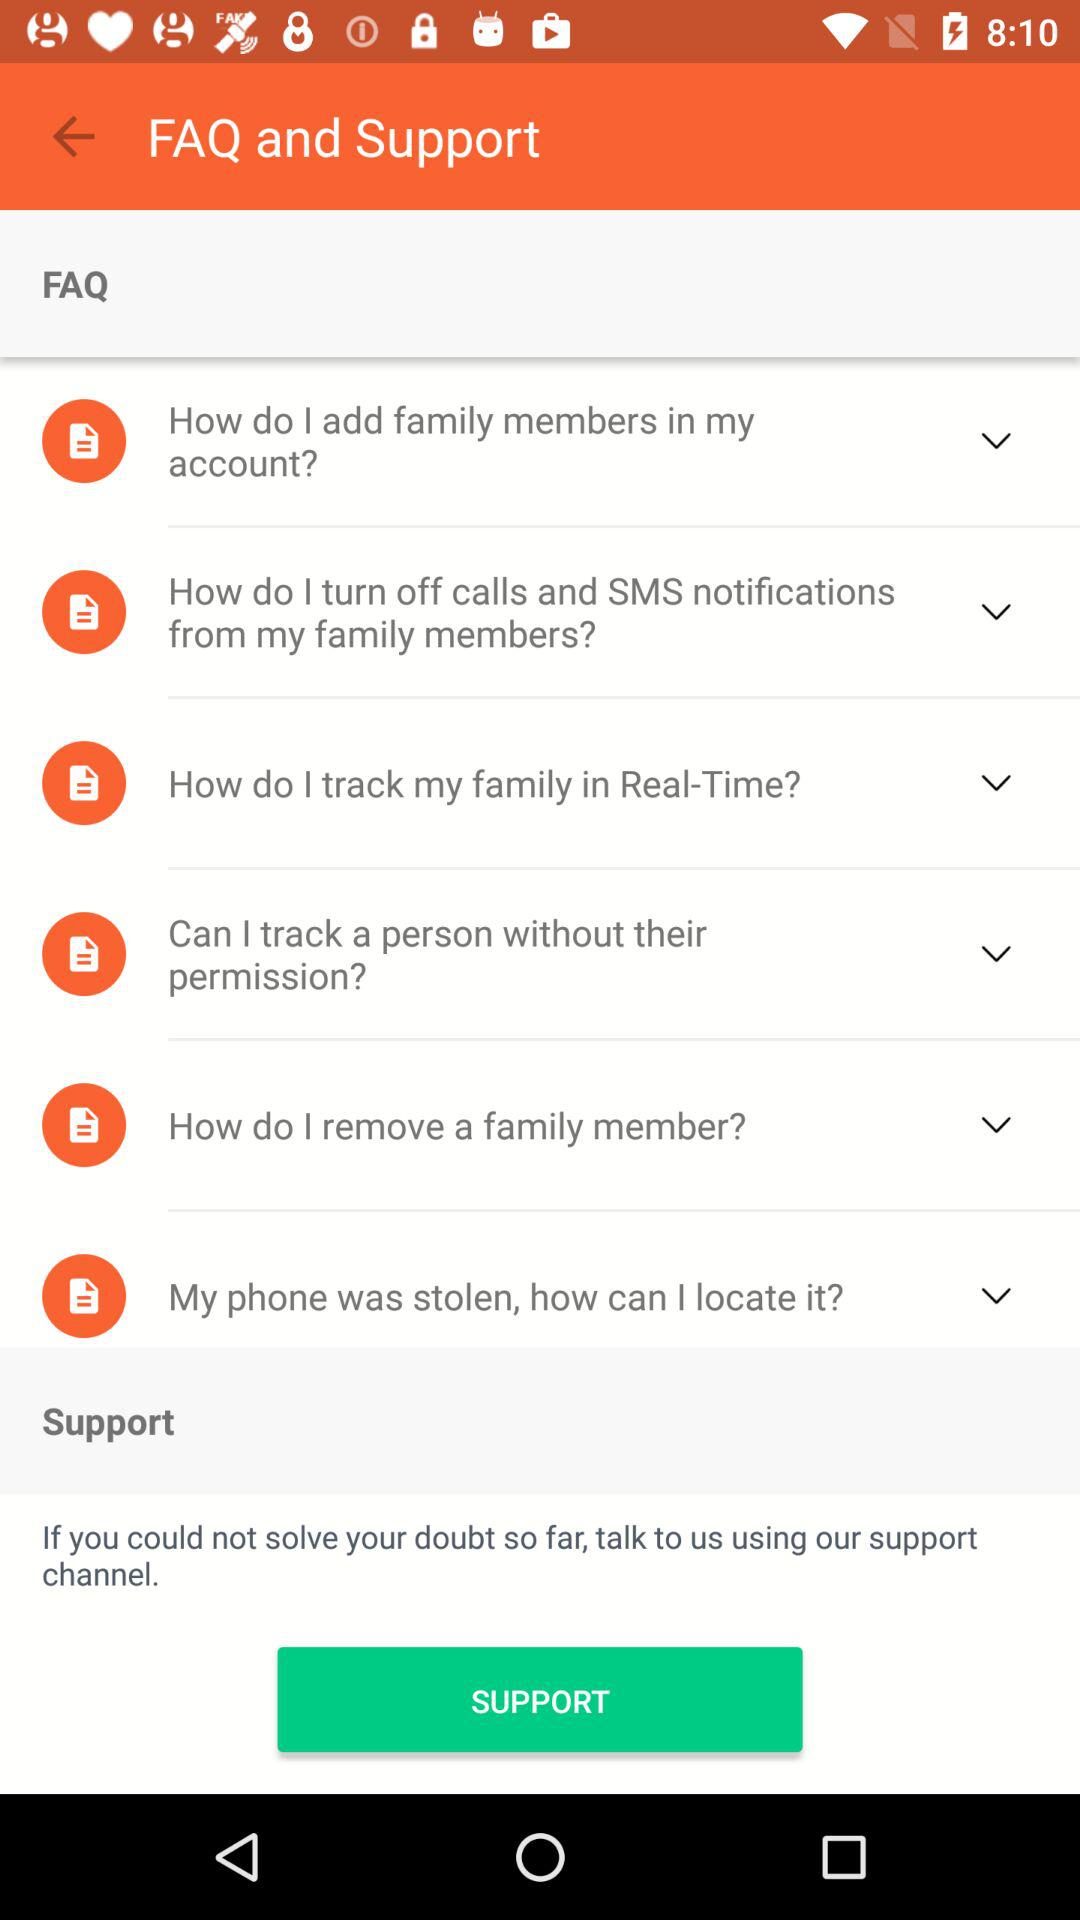 FAKE
8:10
FAQ and Support
FAQ
How do I add family members in my
account?
How do I turn off calls and SMS notifications
from my family members?
How do I track my family in Real-Time?
Can I track a person without their
permission?
How do I remove a family member?
My phone was stolen, how can I locate it?
Support
If you could not solve your doubt so far, talk to us using our support
channel.
SUPPORT